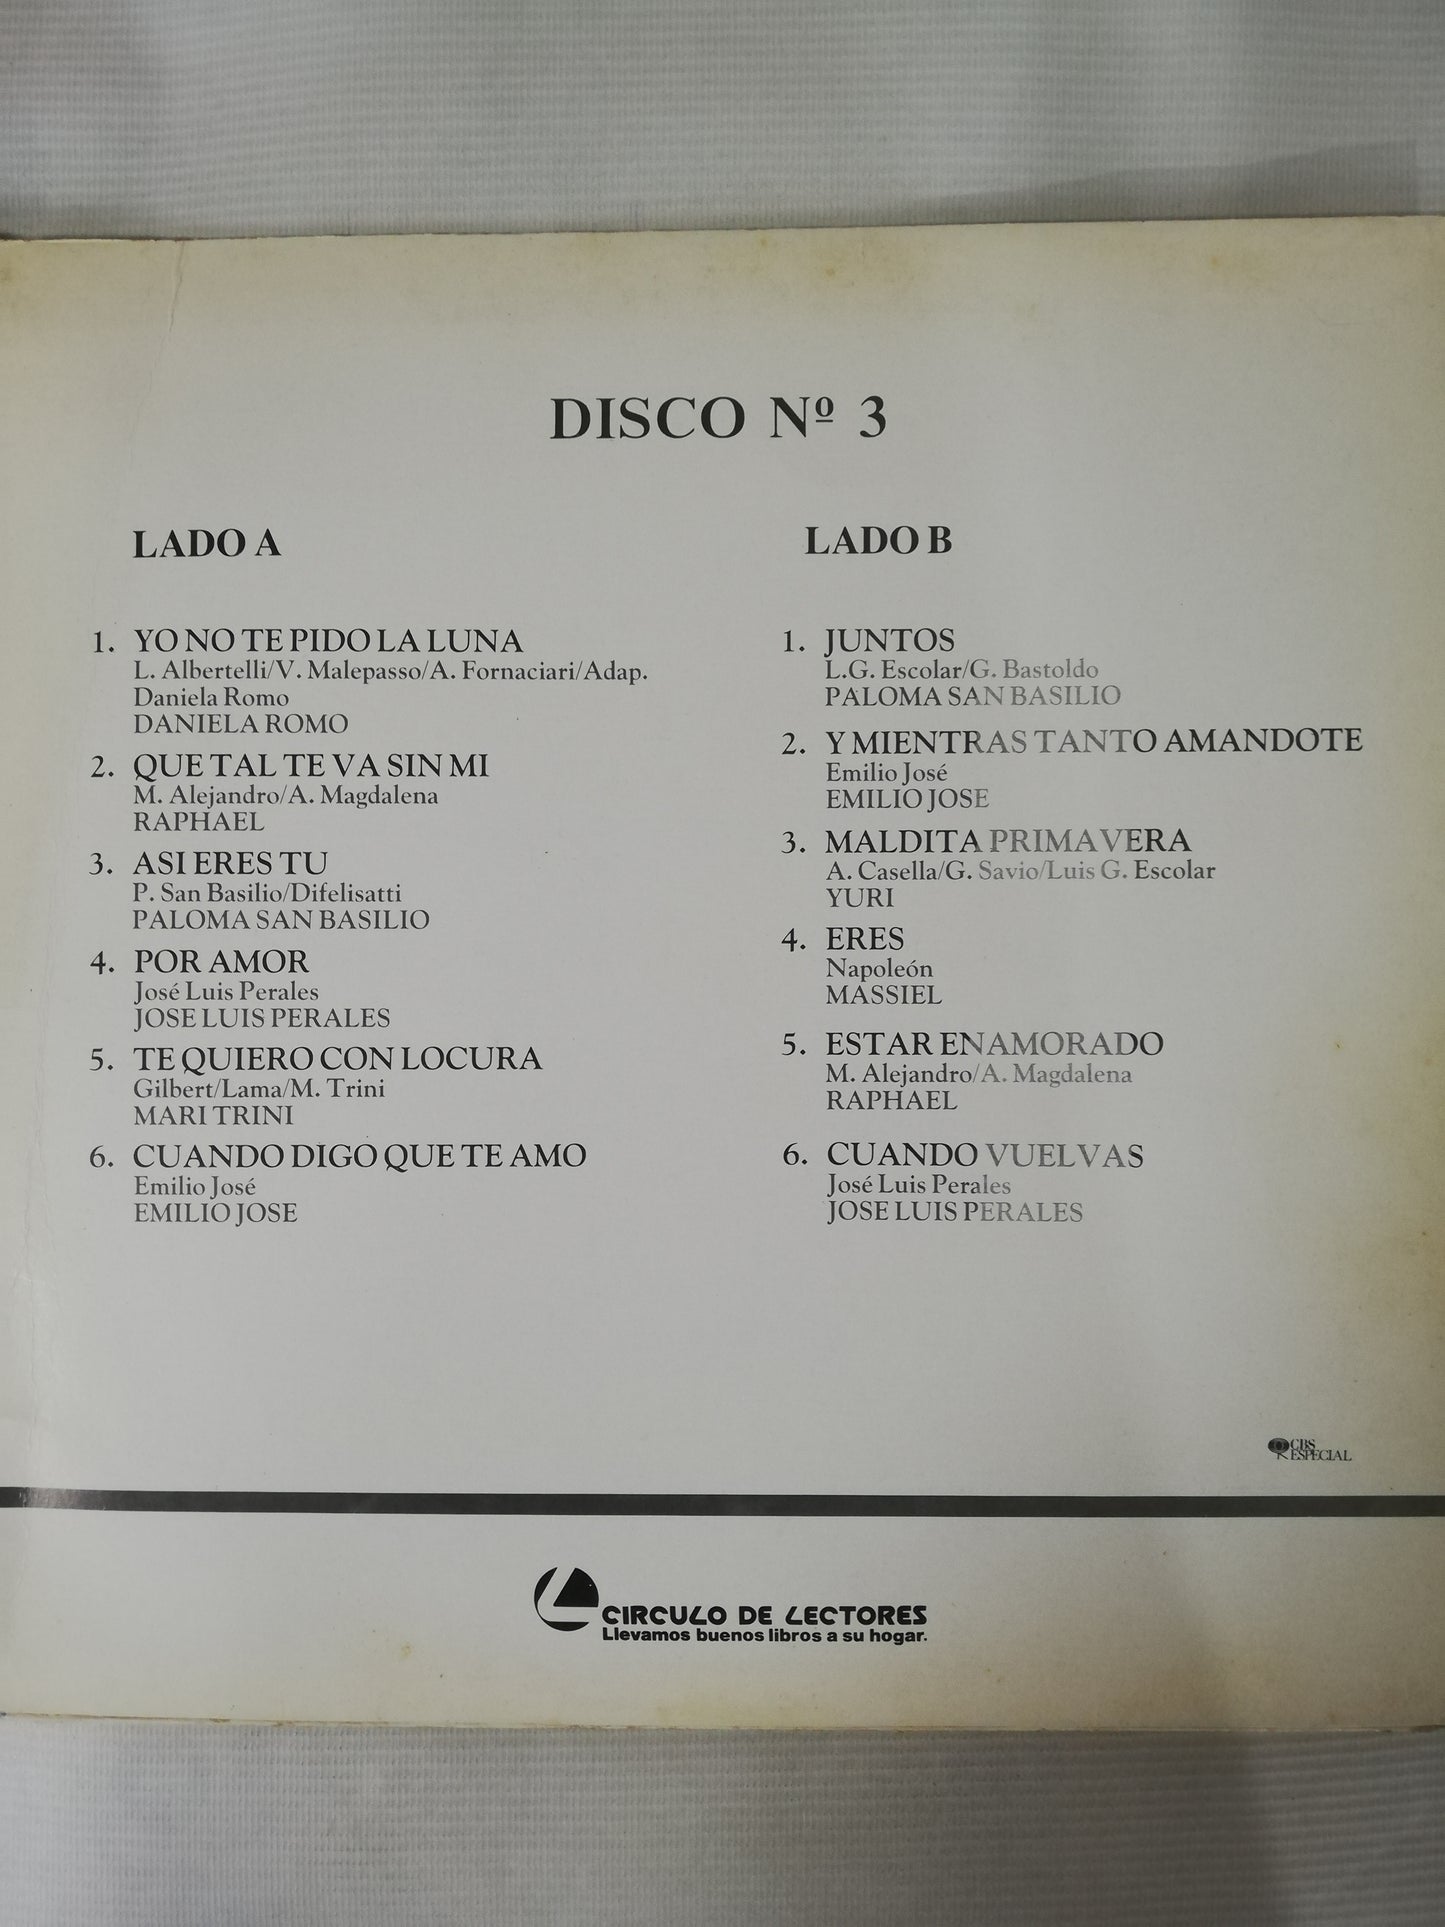 DISCO Nº 3
LADO A
1. YO NO TE PIDO LA LUNA
L. Albertelli/V. Malepasso/A. Fornaciari/Adap.
Daniela Romo
DANIELA ROMO
2. QUE TAL TE VA SIN MI
M. Alejandro/A. Magdalena
RAPHAEL
3. ASI ERES TU
P. San Basilio/Difelisatti
PALOMA SAN BASILIO
4. POR AMOR
José Luis Perales
JOSE LUIS PERALES
5. TE QUIERO CON LOCURA
Gilbert/Lama/M. Trini
MARI TRINI
6. CUANDO DIGO QUE TE AMO
Emilio José
EMILIO JOSE
LADO B
1. JUNTOS
L.G. Escolar/G. Bastoldo
PALOMA SAN BASILIO
2. Y MIENTRAS TANTO AMANDOTE
Emilio José
EMILIO JOSE
3. MALDITA PRIMAVERA
A. Casella/G. Savio/Luis G. Escolar
YURI
4. ERES
Napoleón
MASSIEL
5. ESTAR ENAMORADO
M. Alejandro/A. Magdalena
RAPHAEL
6. CUANDO VUELVAS
José Luis Perales
JOSE LUIS PERALES
CBS
ESPECIAL
CIRCULO DE LECTORES
Llevamos buenos libros a su hogar.